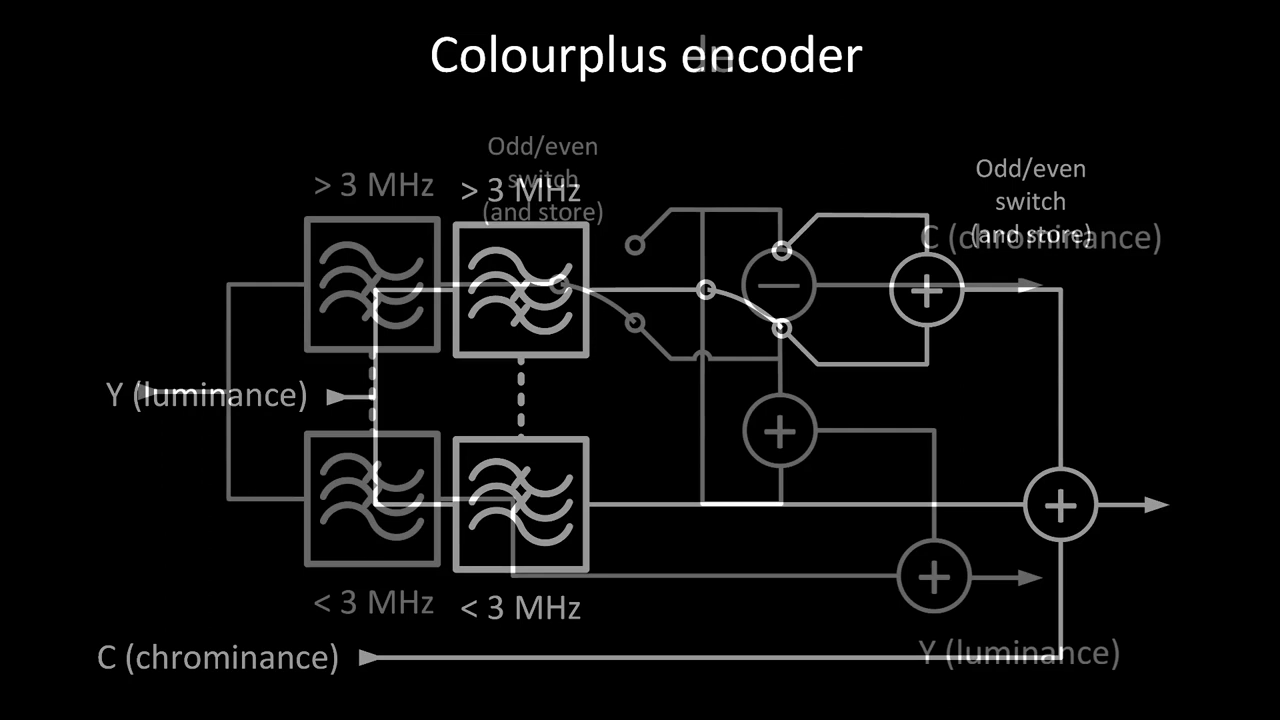 Colourplus encoder
Odd/even
switch
(and store)
> 3 MHz
> 3 MHz
Odd/even
switch
(and store)
C (chrominance)
Y (luminance)
< 3 MHz
< 3 MHz
C (chrominance)
Y (luminance)